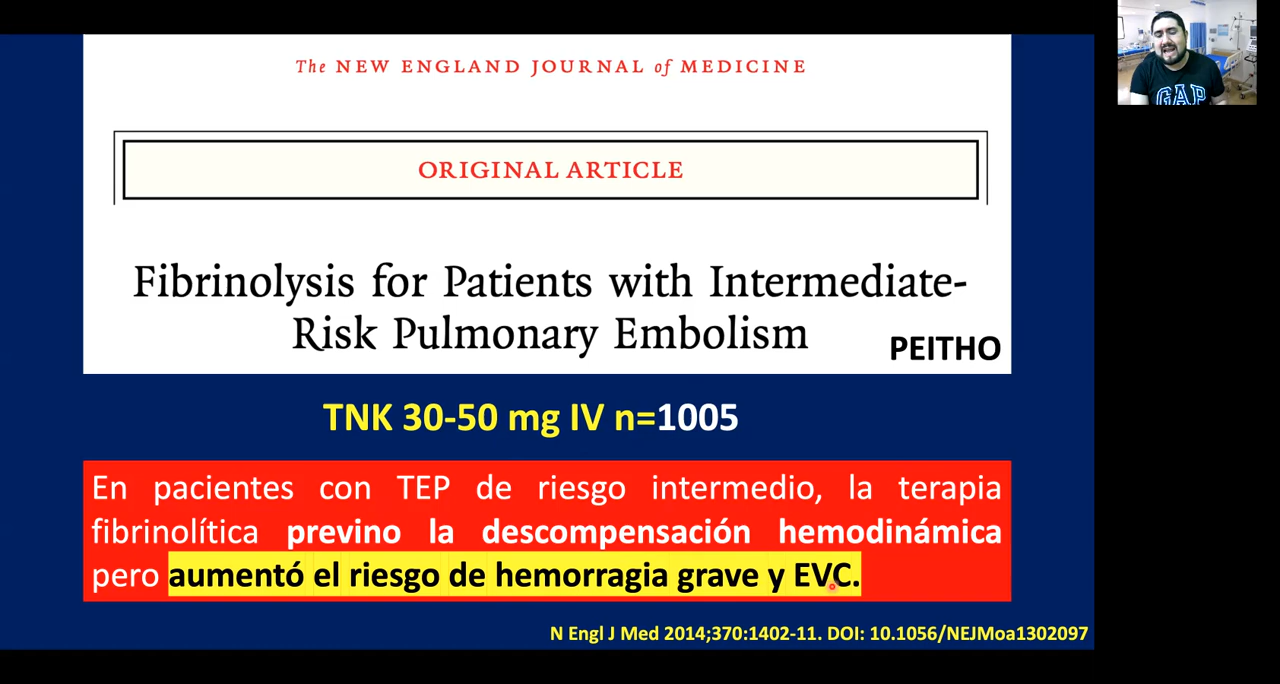 The NEW ENGLAND JOURNAL of MEDICINE
ORIGINAL ARTICLE
Fibrinolysis for Patients with Intermediate-
Risk Pulmonary Embolism
PEITHO
TNK 30-50 mg IV n=1005
En pacientes con TEP de riesgo intermedio, la terapia
fibrinolítica previno la descompensación hemodinámica
pero aumentó el riesgo de hemorragia grave y EVC.
N Engl J Med 2014;370:1402-11. DOI: 10.1056/NEJMoa1302097
GAP